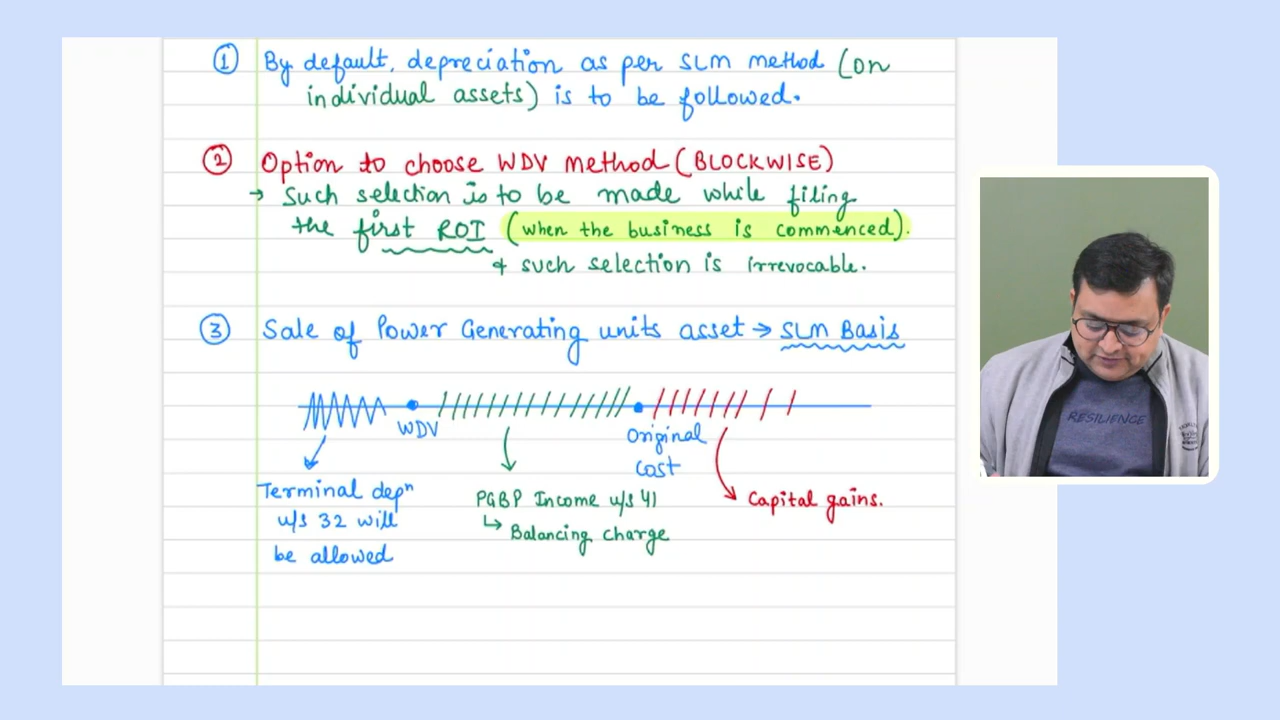 ① By default, depreciation as per SLM method (on
individual assets) is to be followed.
② Option to choose WDV method (BLOCKWISE)
→ Such selection is to be made while filing
the first ROI (when the business is commenced).
& such selection is irrevocable.
③ Sale of Power Generating units asset → SLM Basis
WDV
Original
cost
Terminal depⁿ
u/s 32 will
be allowed
PGBP Income u/s 41
↳ Balancing charge
Capital gains.
RESILIENCE